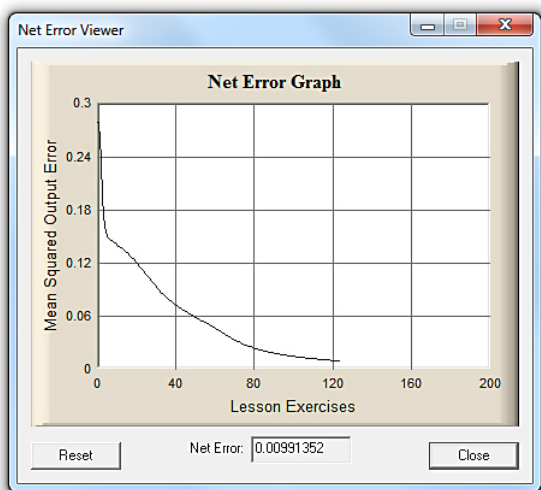 Net Error Viewer
Net Error Graph
Mean Squared Output Error
0.3
0.24
0.18
0.12
0.06
0
0 40 80 120 160 200
Lesson Exercises
Reset
Net Error: 0.00991352
Close